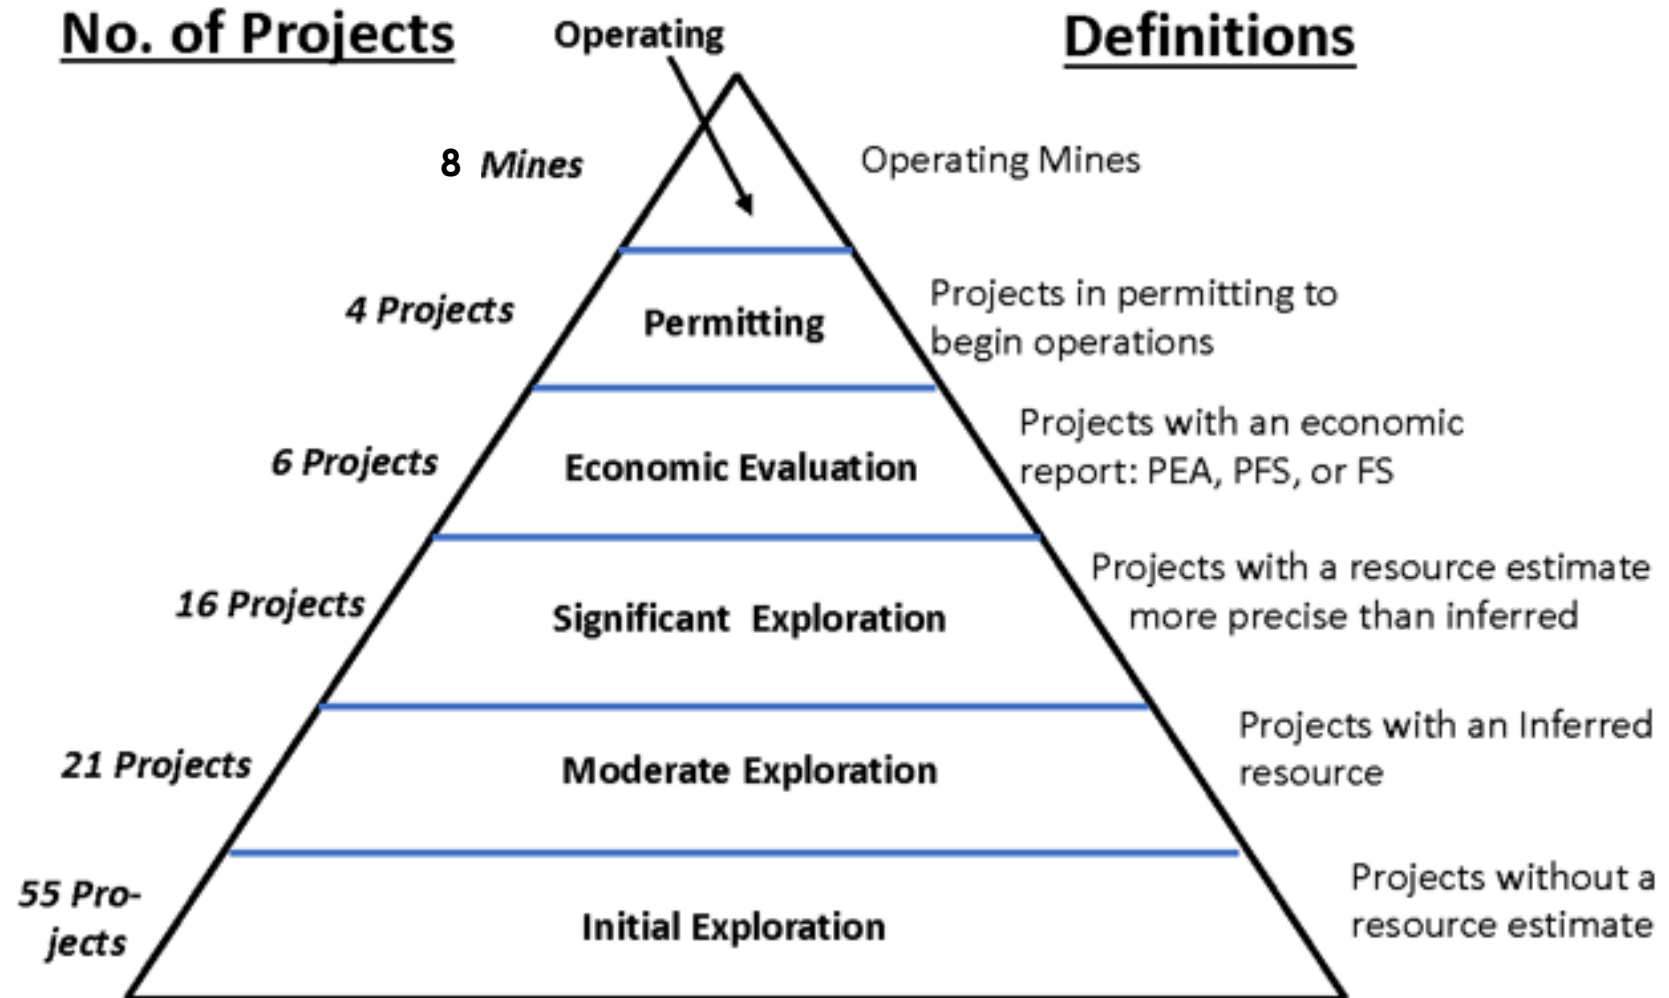 No. of Projects
Operating
Definitions
8 Mines
Operating Mines
4 Projects
Permitting
Projects in permitting to
begin operations
6 Projects
Economic Evaluation
Projects with an economic
report: PEA, PFS, or FS
16 Projects
Significant Exploration
Projects with a resource estimate
more precise than inferred
21 Projects
Moderate Exploration
Projects with an Inferred
resource
55 Pro-
jects
Initial Exploration
Projects without a
resource estimate